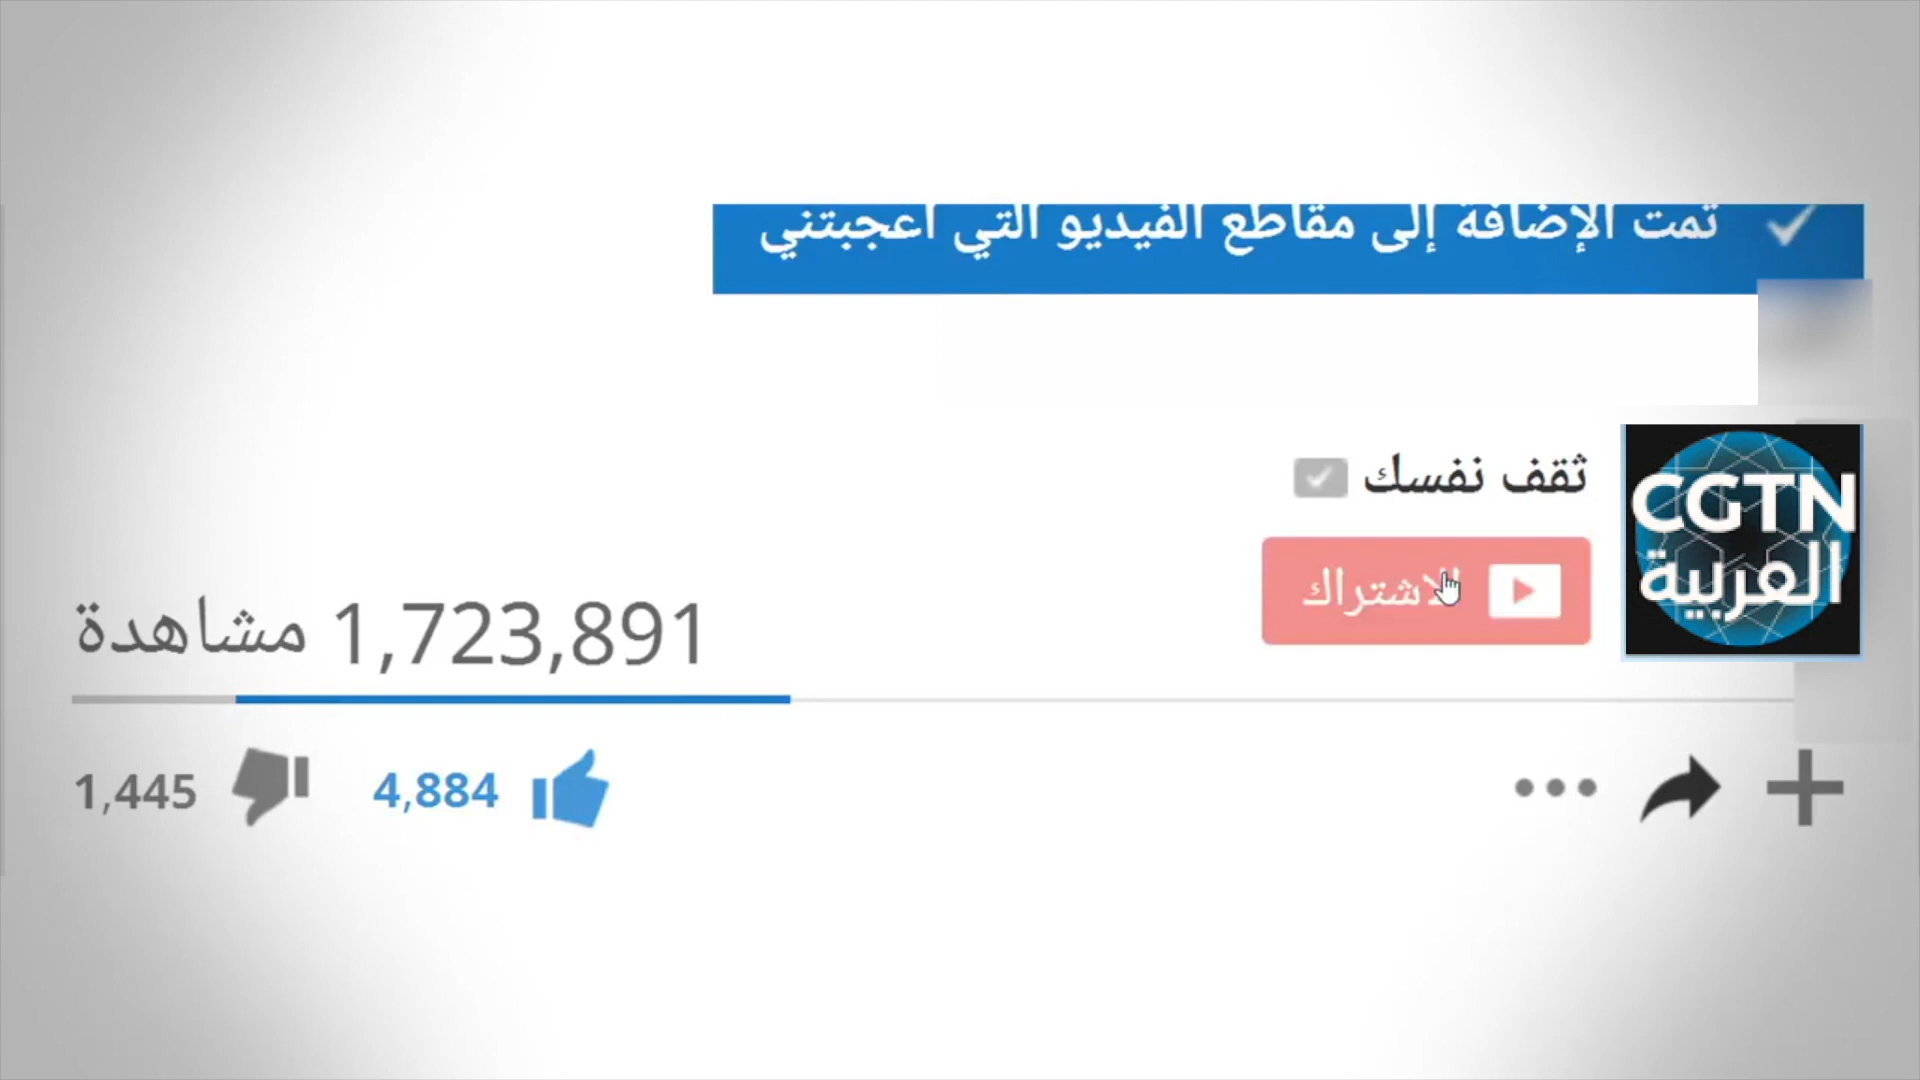 تمت الإضافة إلى مقاطع الفيديو التي أعجبتني
ثقف نفسك
CGTN
العربية
الاشتراك
1,723,891 مشاهدة
4,884
1,445